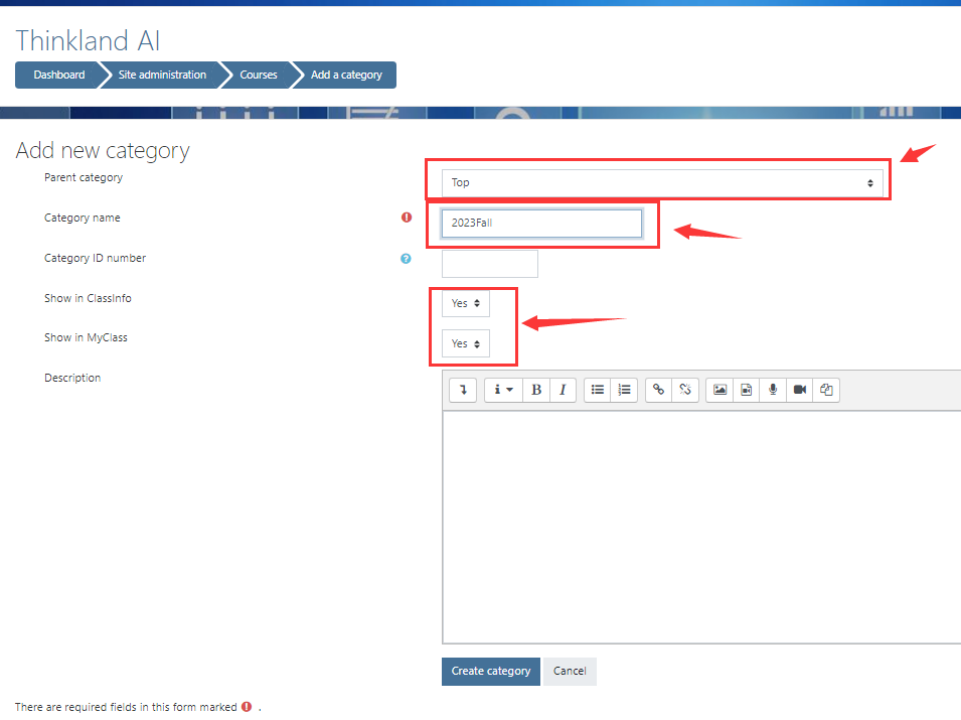 Thinkland AI
Dashboard Site administration Courses Add a category
Add new category
Parent category Top
Category name 2023Fall
Category ID number
Show in ClassInfo Yes
Show in MyClass Yes
Description
Create category Cancel
There are required fields in this form marked .